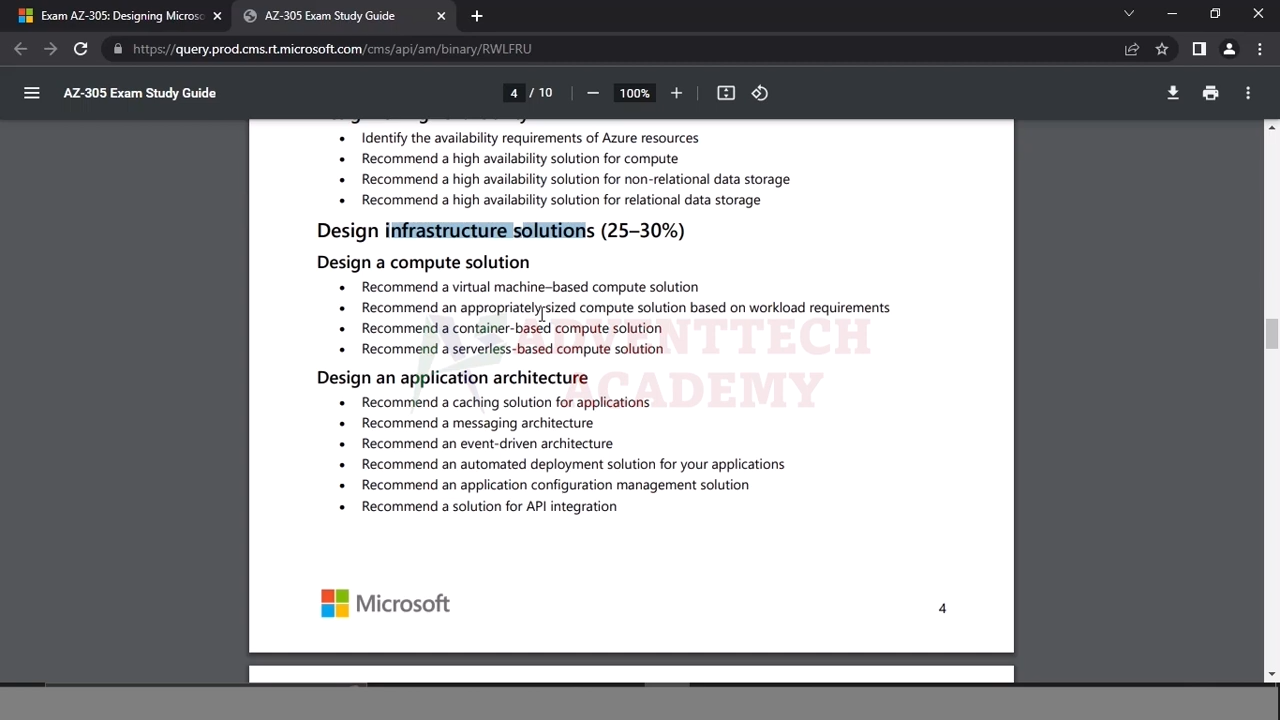 Exam AZ-305: Designing Microso
AZ-305 Exam Study Guide
https://query.prod.cms.rt.microsoft.com/cms/api/am/binary/RWLFRU
AZ-305 Exam Study Guide
4 / 10
100%
• Identify the availability requirements of Azure resources
• Recommend a high availability solution for compute
• Recommend a high availability solution for non-relational data storage
• Recommend a high availability solution for relational data storage
Design infrastructure solutions (25–30%)
Design a compute solution
• Recommend a virtual machine–based compute solution
• Recommend an appropriately sized compute solution based on workload requirements
• Recommend a container-based compute solution
• Recommend a serverless-based compute solution
ADVENTTECH
ACADEMY
Design an application architecture
• Recommend a caching solution for applications
• Recommend a messaging architecture
• Recommend an event-driven architecture
• Recommend an automated deployment solution for your applications
• Recommend an application configuration management solution
• Recommend a solution for API integration
Microsoft
4